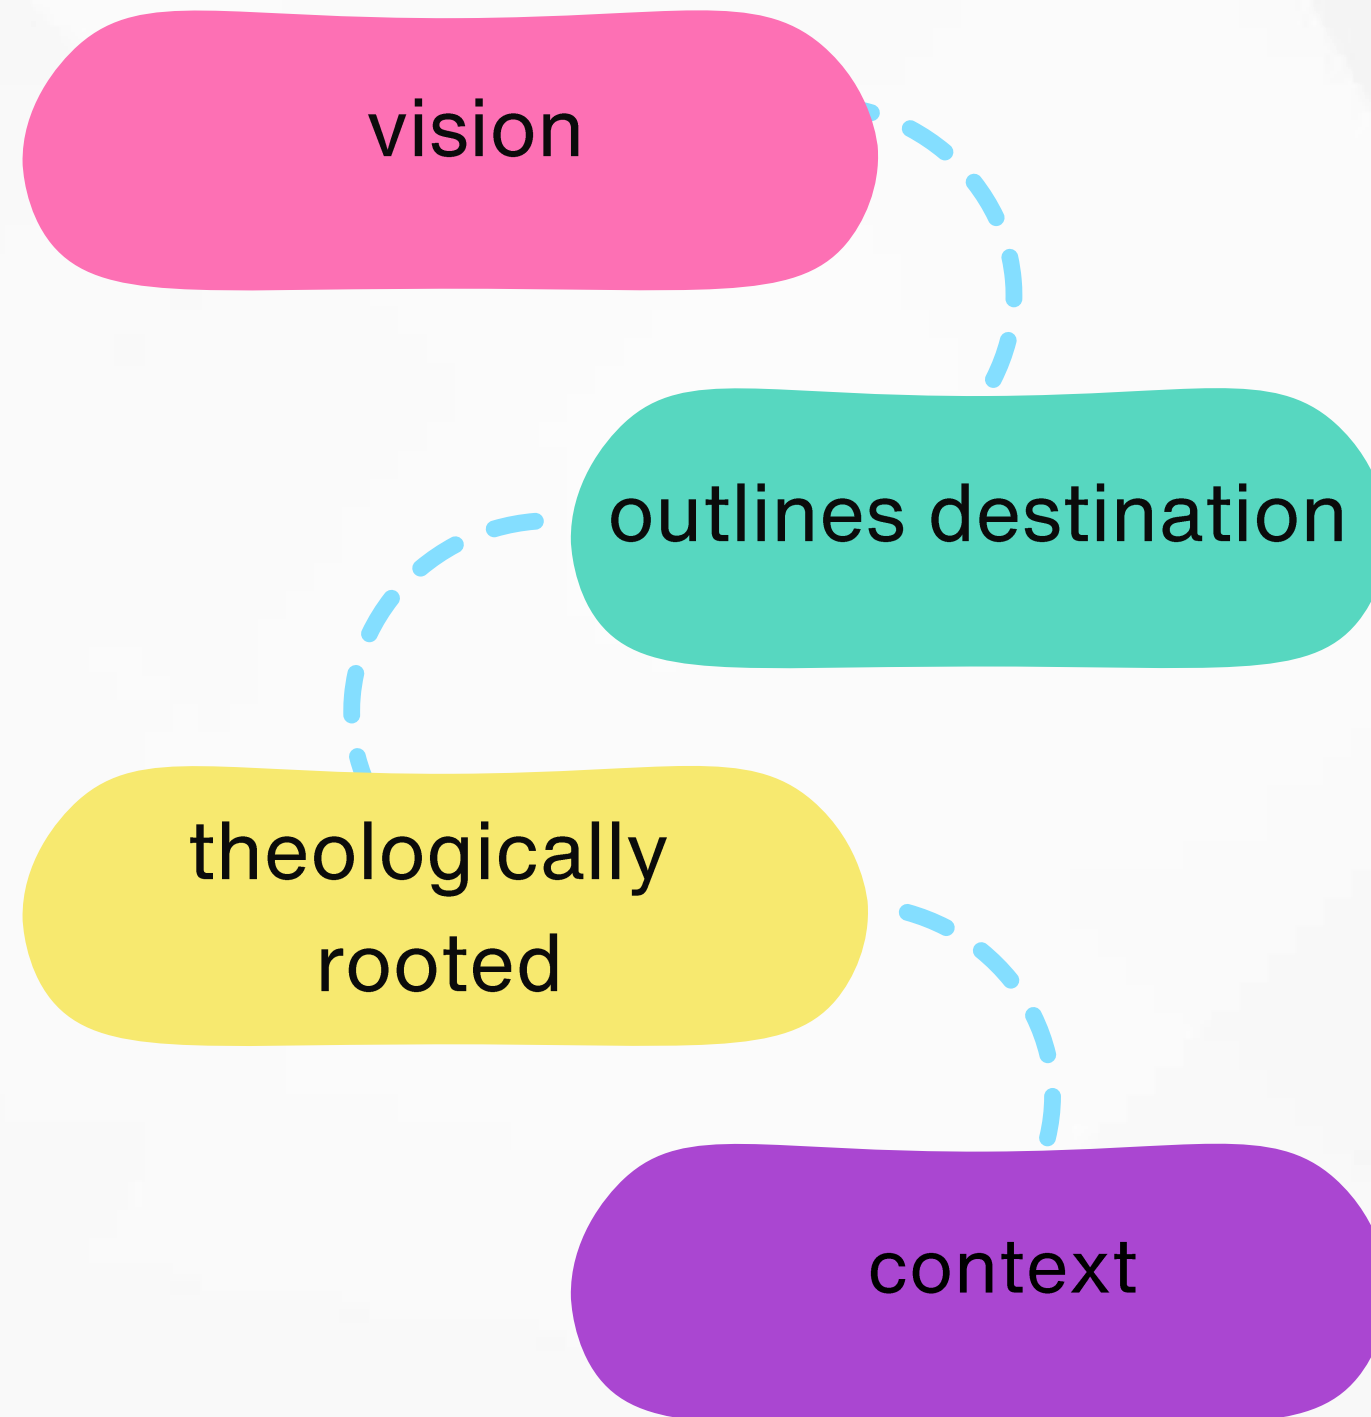 vision
outlines destination
theologically
rooted
context